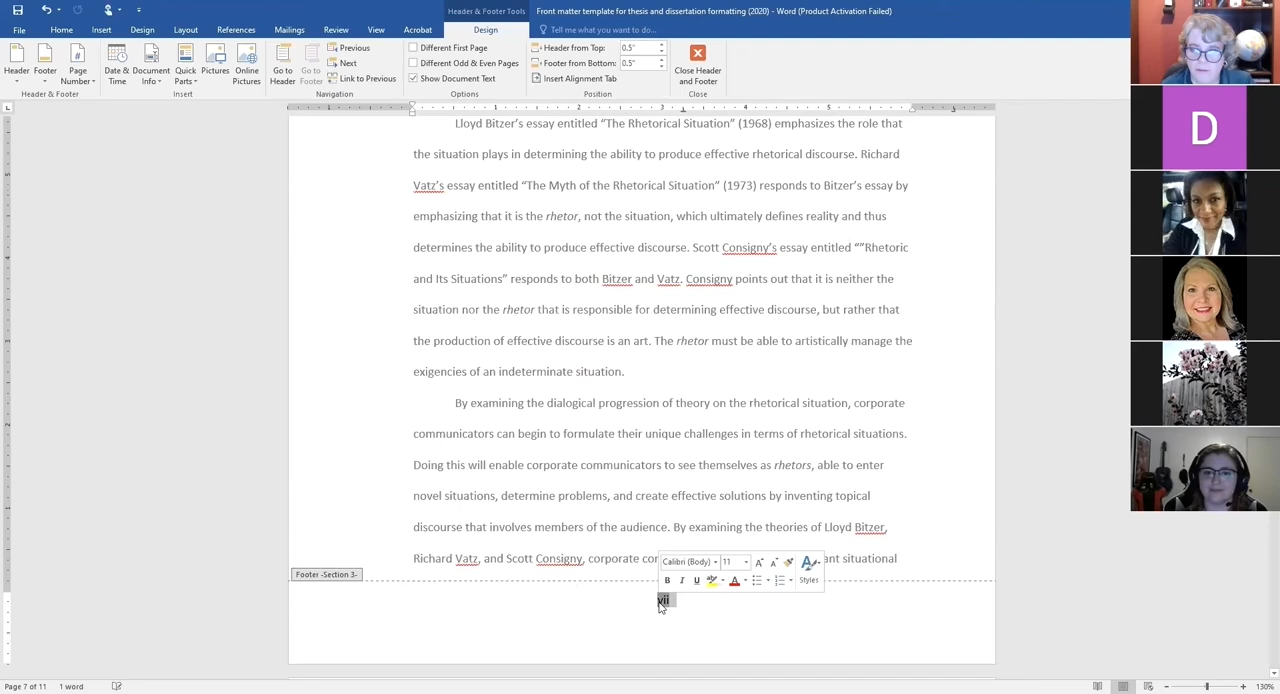 Header & Footer Tools
Front matter template for thesis and dissertation formatting (2020) - Word (Product Activation Failed)
File Home Insert Design Layout References Mailings Review View Acrobat Design Tell me what you want to do...
Header Footer Page Number
Header & Footer
Date & Time Document Info Quick Parts Pictures Online Pictures
Insert
Go to Header Go to Footer Previous Next Link to Previous
Navigation
Different First Page
Different Odd & Even Pages
Show Document Text
Options
Header from Top: 0.5"
Footer from Bottom: 0.5"
Insert Alignment Tab
Position
Close Header and Footer
Close
Lloyd Bitzer's essay entitled “The Rhetorical Situation” (1968) emphasizes the role that
the situation plays in determining the ability to produce effective rhetorical discourse. Richard
Vatz's essay entitled “The Myth of the Rhetorical Situation” (1973) responds to Bitzer's essay by
emphasizing that it is the rhetor, not the situation, which ultimately defines reality and thus
determines the ability to produce effective discourse. Scott Consigny's essay entitled “”Rhetoric
and Its Situations” responds to both Bitzer and Vatz. Consigny points out that it is neither the
situation nor the rhetor that is responsible for determining effective discourse, but rather that
the production of effective discourse is an art. The rhetor must be able to artistically manage the
exigencies of an indeterminate situation.
By examining the dialogical progression of theory on the rhetorical situation, corporate
communicators can begin to formulate their unique challenges in terms of rhetorical situations.
Doing this will enable corporate communicators to see themselves as rhetors, able to enter
novel situations, determine problems, and create effective solutions by inventing topical
discourse that involves members of the audience. By examining the theories of Lloyd Bitzer,
Richard Vatz, and Scott Consigny, corporate situational
Calibri (Body) 11
B I U Styles
Footer -Section 3-
vii
Page 7 of 11 1 word 130%
D